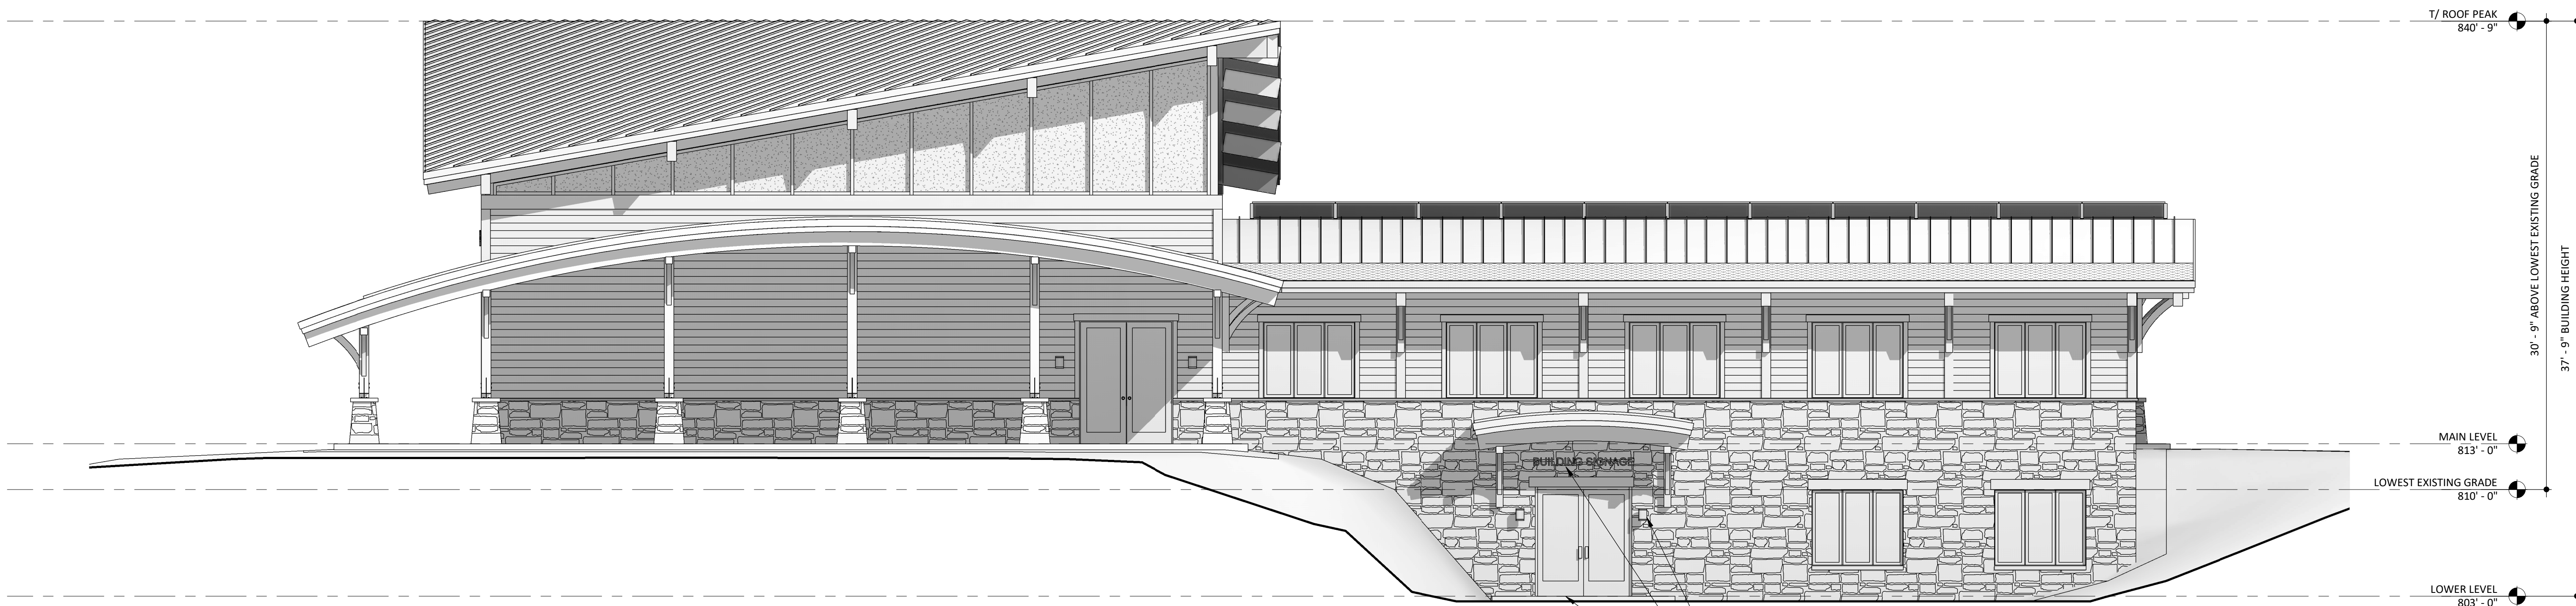 T/ ROOF PEAK
840' - 9"
30' - 9" ABOVE LOWEST EXISTING GRADE
37' - 9" BUILDING HEIGHT
MAIN LEVEL
813' - 0"
BUILDING SIGNAGE
LOWEST EXISTING GRADE
810' - 0"
LOWER LEVEL
803' - 0"